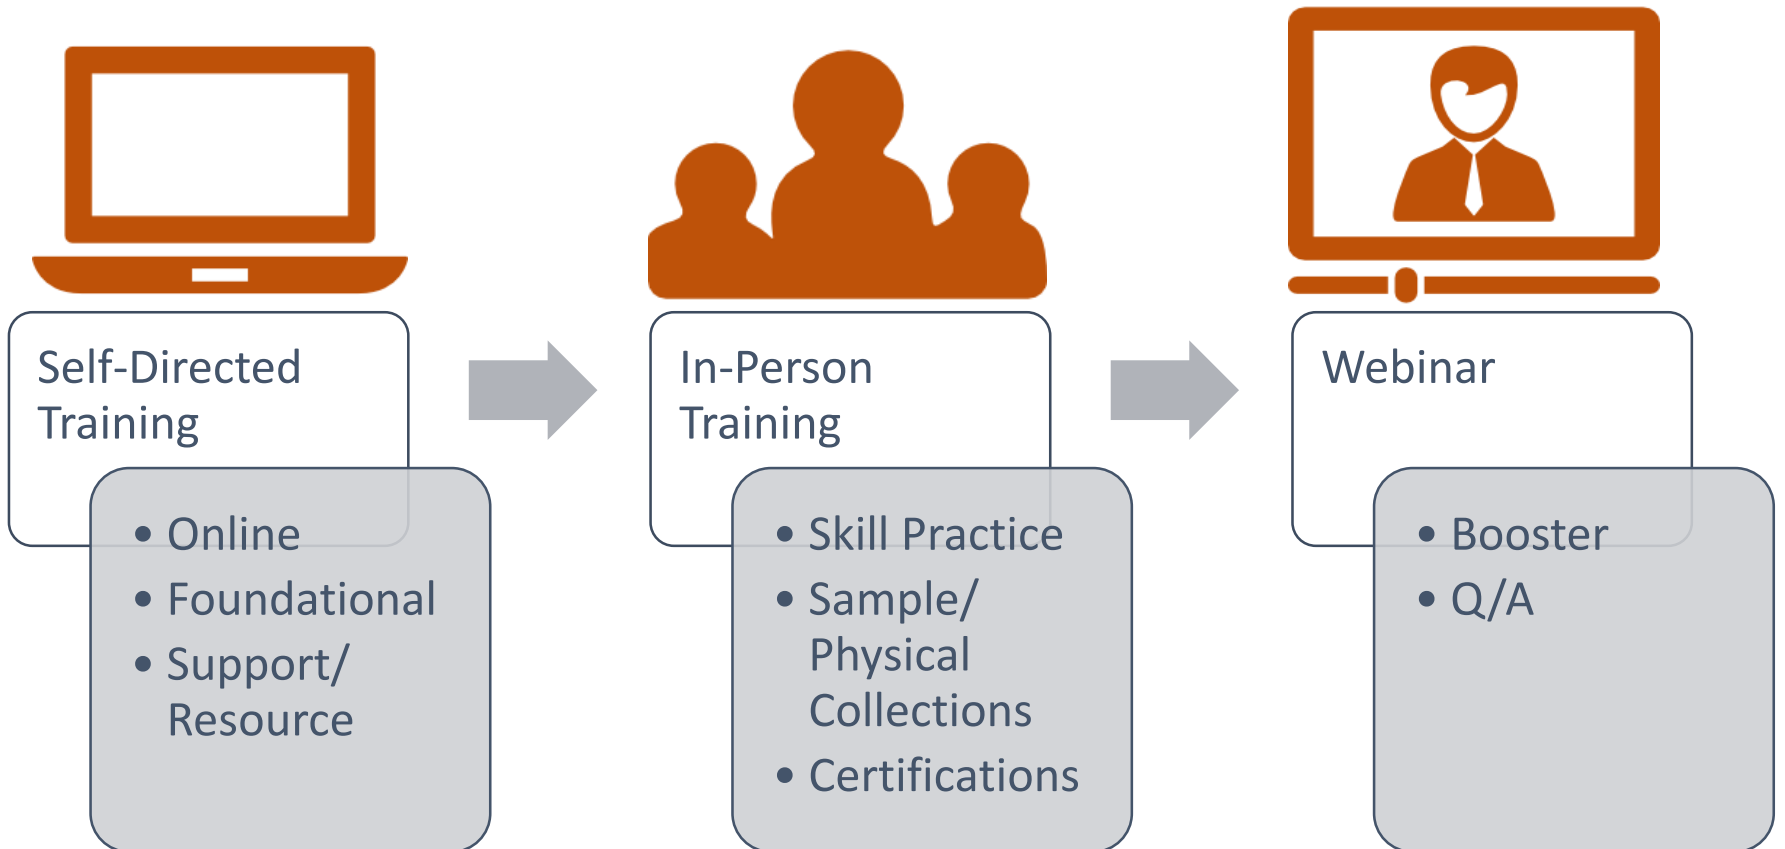 Self-Directed
Training
• Online
• Foundational
• Support/
Resource
In-Person
Training
• Skill Practice
• Sample/
Physical
Collections
• Certifications
Webinar
• Booster
• Q/A